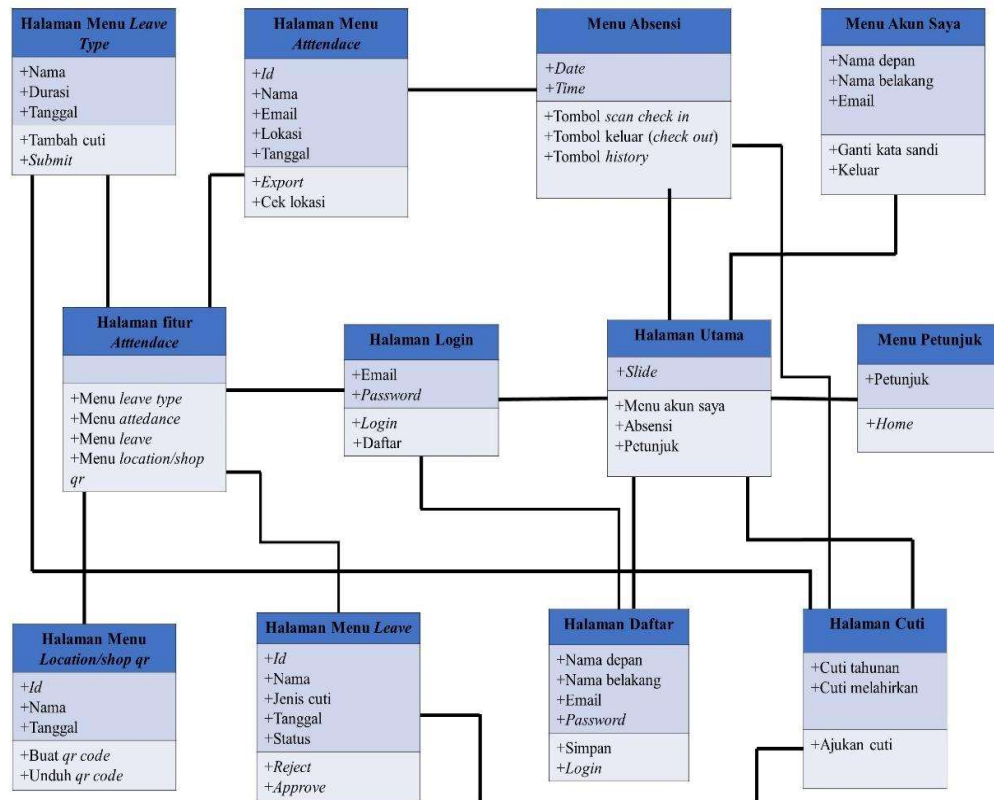 Halaman Menu Leave
Type
+Nama
+Durasi
+Tanggal
+Tambah cuti
+Submit
Halaman Menu
Atttendace
+Id
+Nama
+Email
+Lokasi
+Tanggal
+Export
+Cek lokasi
Menu Absensi
+Date
+Time
+Tombol scan check in
+Tombol keluar (check out)
+Tombol history
Menu Akun Saya
+Nama depan
+Nama belakang
+Email
+Ganti kata sandi
+Keluar
Halaman fitur
Atttendace
+Menu leave type
+Menu attedance
+Menu leave
+Menu location/shop
qr
Halaman Login
+Email
+Password
+Login
+Daftar
Halaman Utama
+Slide
+Menu akun saya
+Absensi
+Petunjuk
Menu Petunjuk
+Petunjuk
+Home
Halaman Menu
Location/shop qr
+Id
+Nama
+Tanggal
+Buat qr code
+Unduh qr code
Halaman Menu Leave
+Id
+Nama
+Jenis cuti
+Tanggal
+Status
+Reject
+Approve
Halaman Daftar
+Nama depan
+Nama belakang
+Email
+Password
+Simpan
+Login
Halaman Cuti
+Cuti tahunan
+Cuti melahirkan
+Ajukan cuti